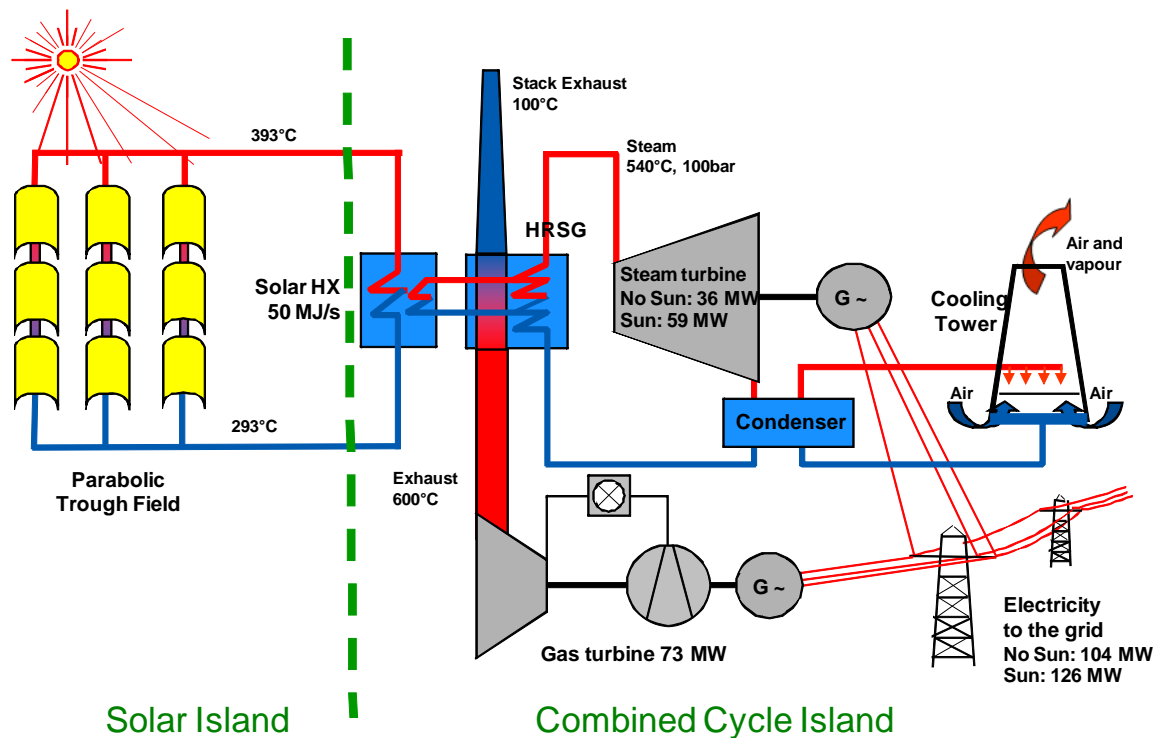 Stack Exhaust
100°C
393°C
Steam
540°C, 100bar
HRSG
Air and
vapour
Solar HX
50 MJ/s
Steam turbine
No Sun: 36 MW
Sun: 59 MW
G ~
Cooling
Tower
Air
Air
Condenser
293°C
Parabolic
Trough Field
Exhaust
600°C
G ~
Gas turbine 73 MW
Electricity
to the grid
No Sun: 104 MW
Sun: 126 MW
Solar Island
Combined Cycle Island